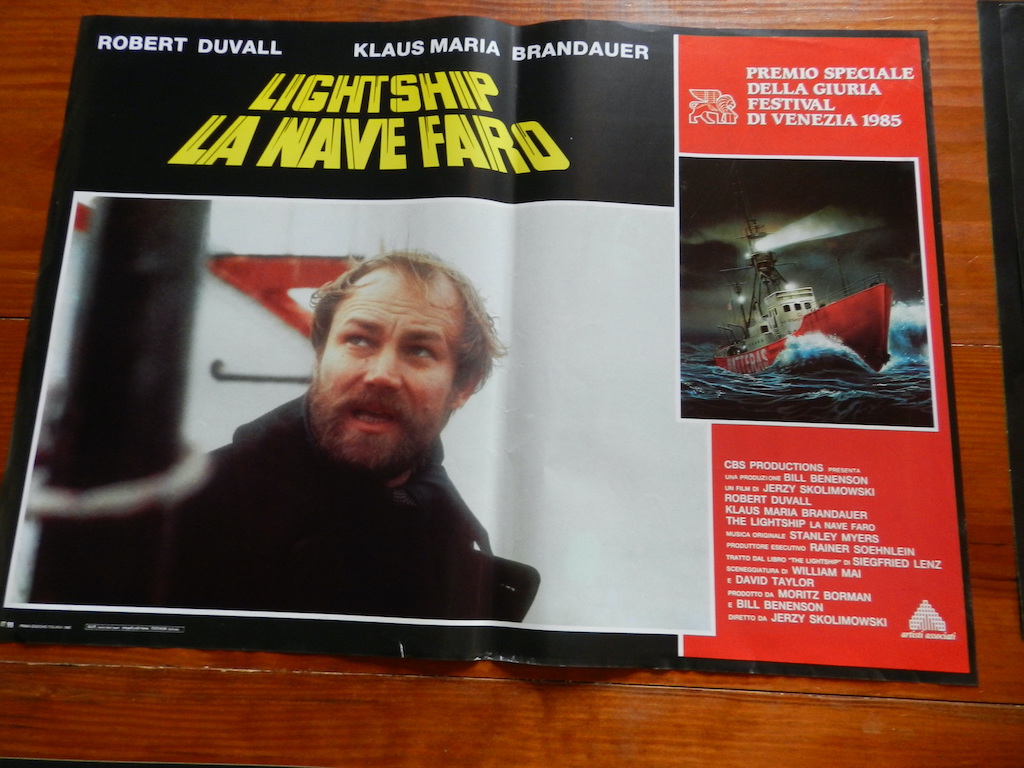 ROBERT DUVALL
KLAUS MARIA BRANDAUER
LIGHTSHIP
LA NAVE FARO
PREMIO SPECIALE
DELLA GIURIA
FESTIVAL
DI VENEZIA 1985
HATTERAS
CBS PRODUCTIONS PRESENTA
UNA PRODUZIONE BILL BENENSON
UN FILM DI JERZY SKOLIMOWSKI
ROBERT DUVALL
KLAUS MARIA BRANDAUER
THE LIGHTSHIP LA NAVE FARO
MUSICA ORIGINALE STANLEY MYERS
PRODUTTORE ESECUTIVO RAINER SOEHNLEIN
TRATTO DAL LIBRO "THE LIGHTSHIP" DI SIEGFRIED LENZ
SCENEGGIATURA DI WILLIAM MAI
E DAVID TAYLOR
PRODOTTO DA MORITZ BORMAN
E BILL BENENSON
DIRETTO DA JERZY SKOLIMOWSKI
artisti associati